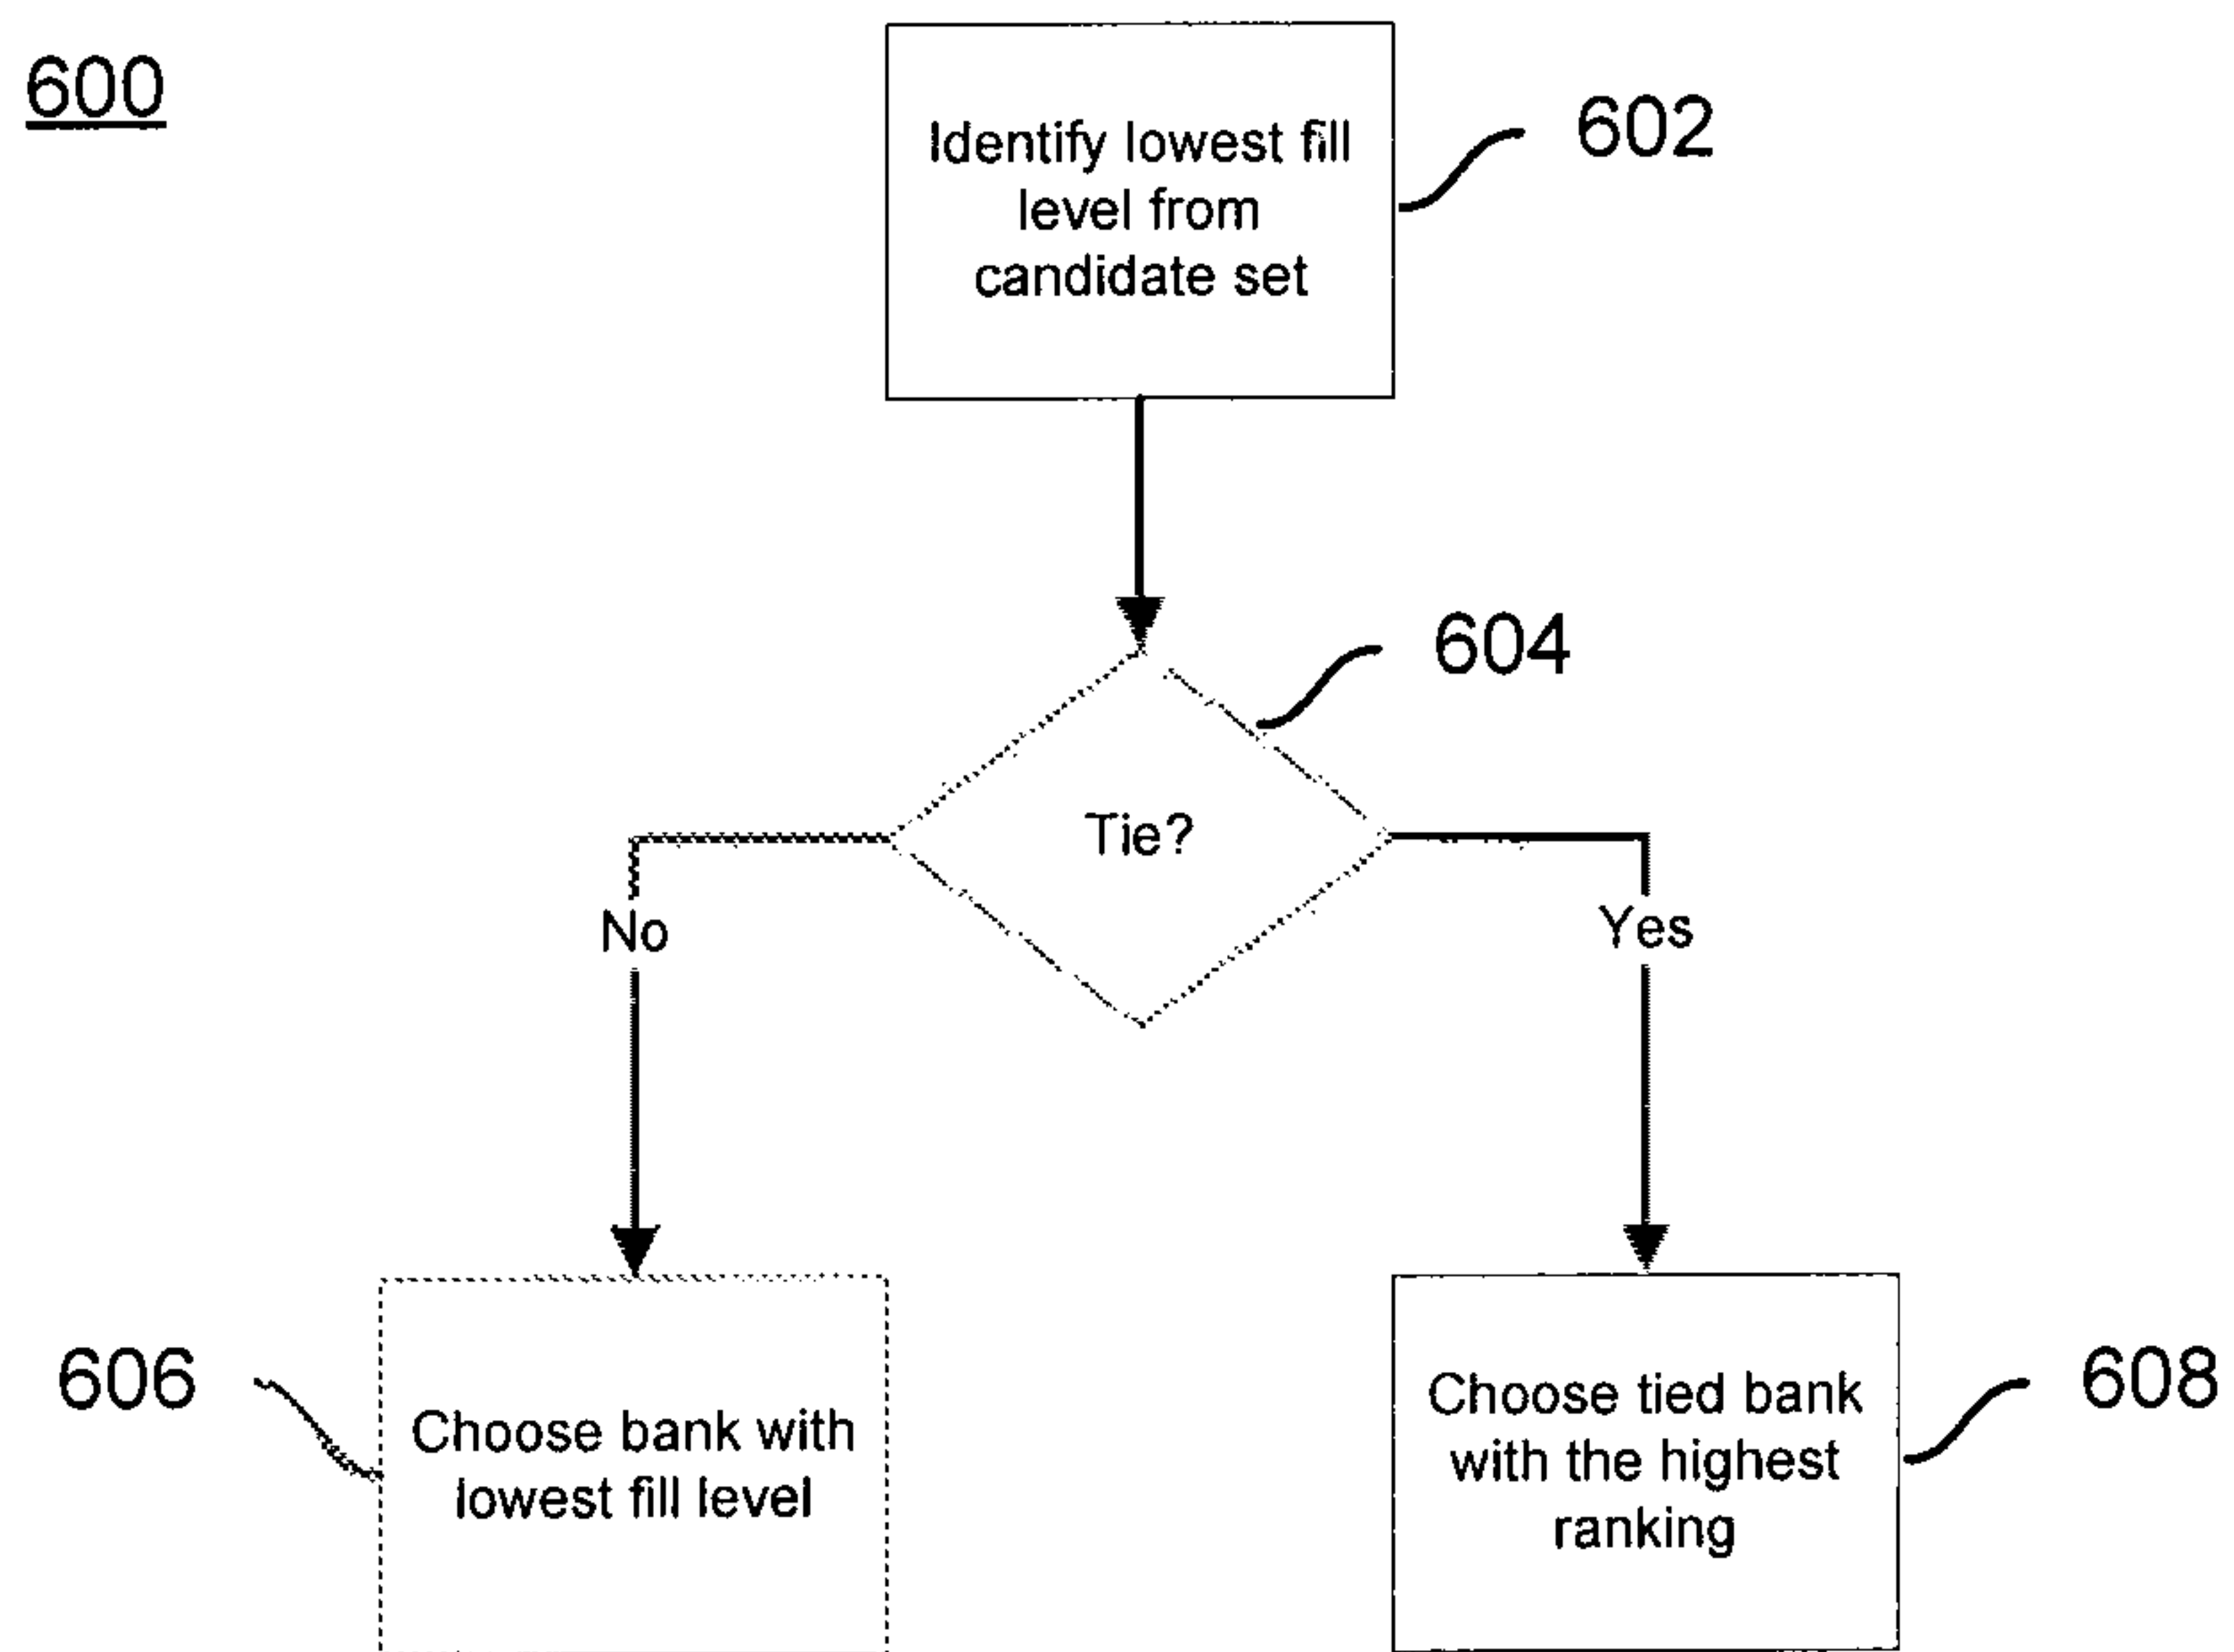 600
Identify lowest fill
level from
candidate set
602
604
Tie?
No
Yes
606
Choose bank with
lowest fill level
Choose tied bank
with the highest
ranking
608